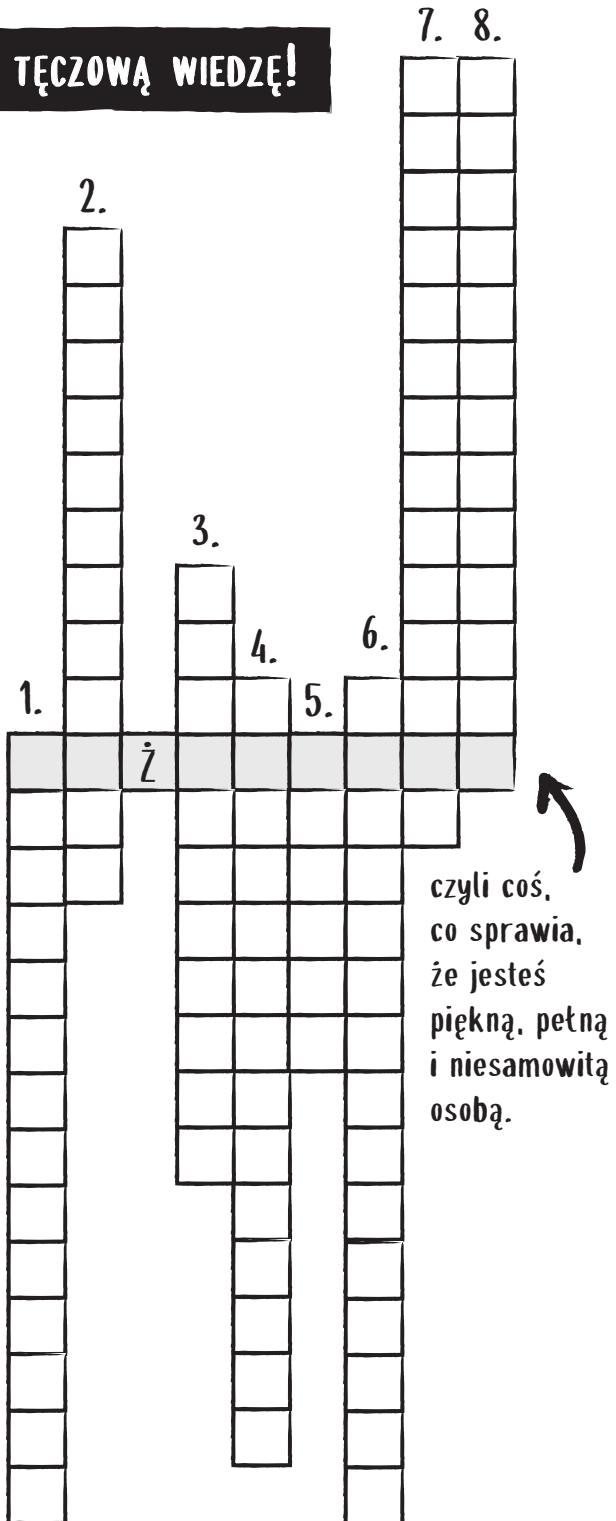 7. 8.
TĘCZOWĄ WIEDZĘ!
2.
3.
4.
6.
1.
5.
Ż
czyli coś,
co sprawia,
że jesteś
piękną, pełną
i niesamowitą
osobą.